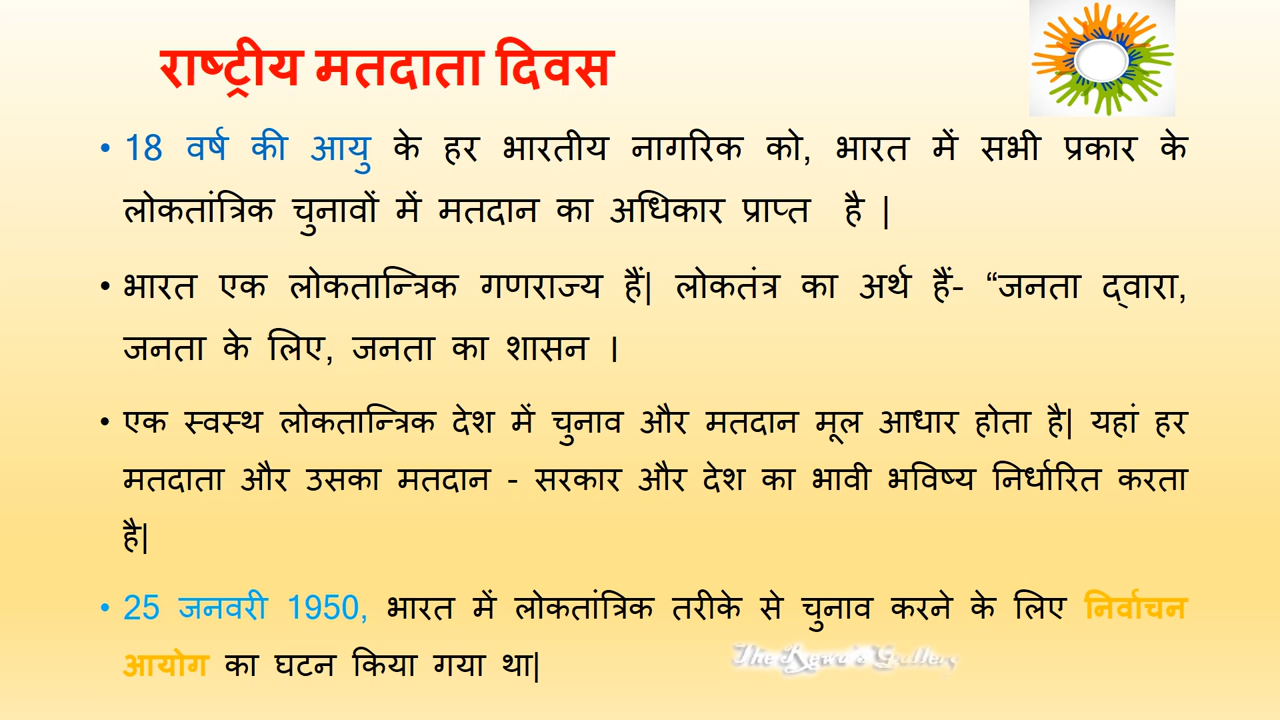 राष्ट्रीय मतदाता दिवस
• 18 वर्ष की आयु के हर भारतीय नागरिक को, भारत में सभी प्रकार के
लोकतांत्रिक चुनावों में मतदान का अधिकार प्राप्त है |
• भारत एक लोकतान्त्रिक गणराज्य हैं| लोकतंत्र का अर्थ हैं- “जनता द्वारा,
जनता के लिए, जनता का शासन ।
• एक स्वस्थ लोकतान्त्रिक देश में चुनाव और मतदान मूल आधार होता है| यहां हर
मतदाता और उसका मतदान - सरकार और देश का भावी भविष्य निर्धारित करता
है|
• 25 जनवरी 1950, भारत में लोकतांत्रिक तरीके से चुनाव करने के लिए निर्वाचन
आयोग का घटन किया गया था|
The Gallery